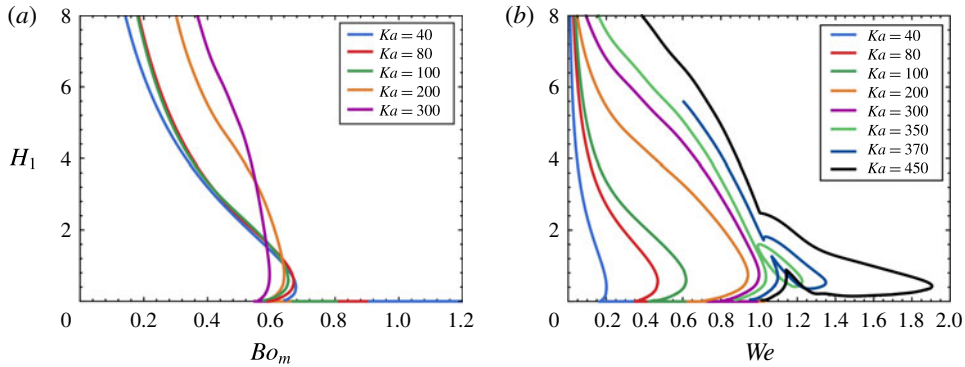 (a)
8
6
4
2
H1
0 0.2 0.4 0.6 0.8 1.0 1.2
Bom
Ka = 40
Ka = 80
Ka = 100
Ka = 200
Ka = 300
(b)
8
6
4
2
0 0.2 0.4 0.6 0.8 1.0 1.2 1.4 1.6 1.8 2.0
We
Ka = 40
Ka = 80
Ka = 100
Ka = 200
Ka = 300
Ka = 350
Ka = 370
Ka = 450